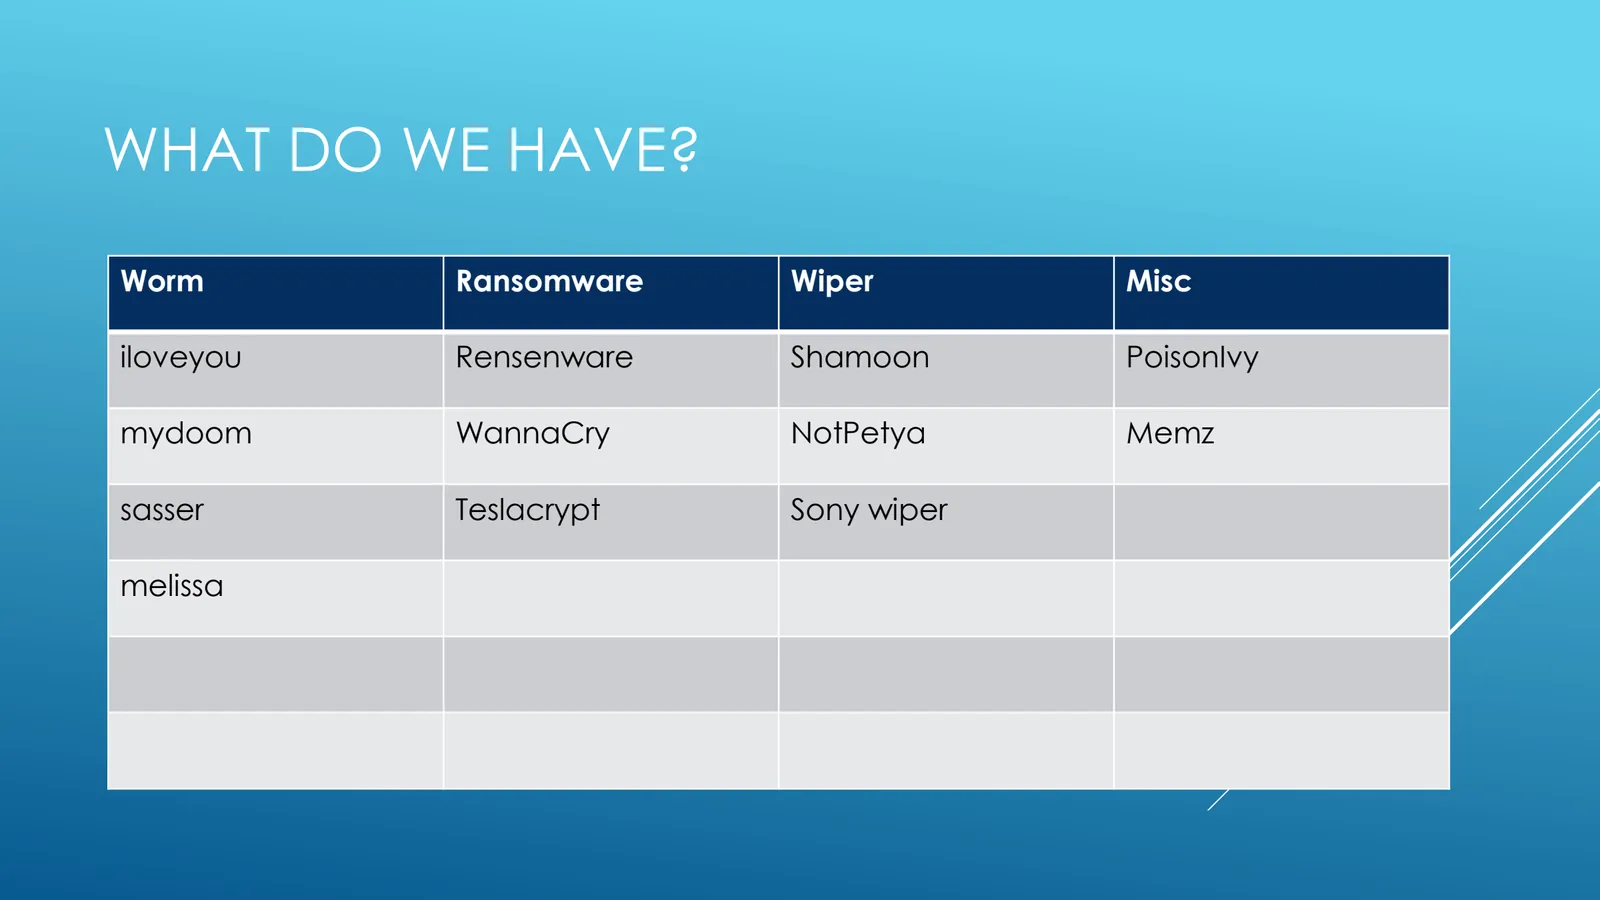 WHAT DO WE HAVE?
Worm Ransomware Wiper Misc
iloveyou Rensenware Shamoon PoisonIvy
mydoom WannaCry NotPetya Memz
sasser Teslacrypt Sony wiper
melissa